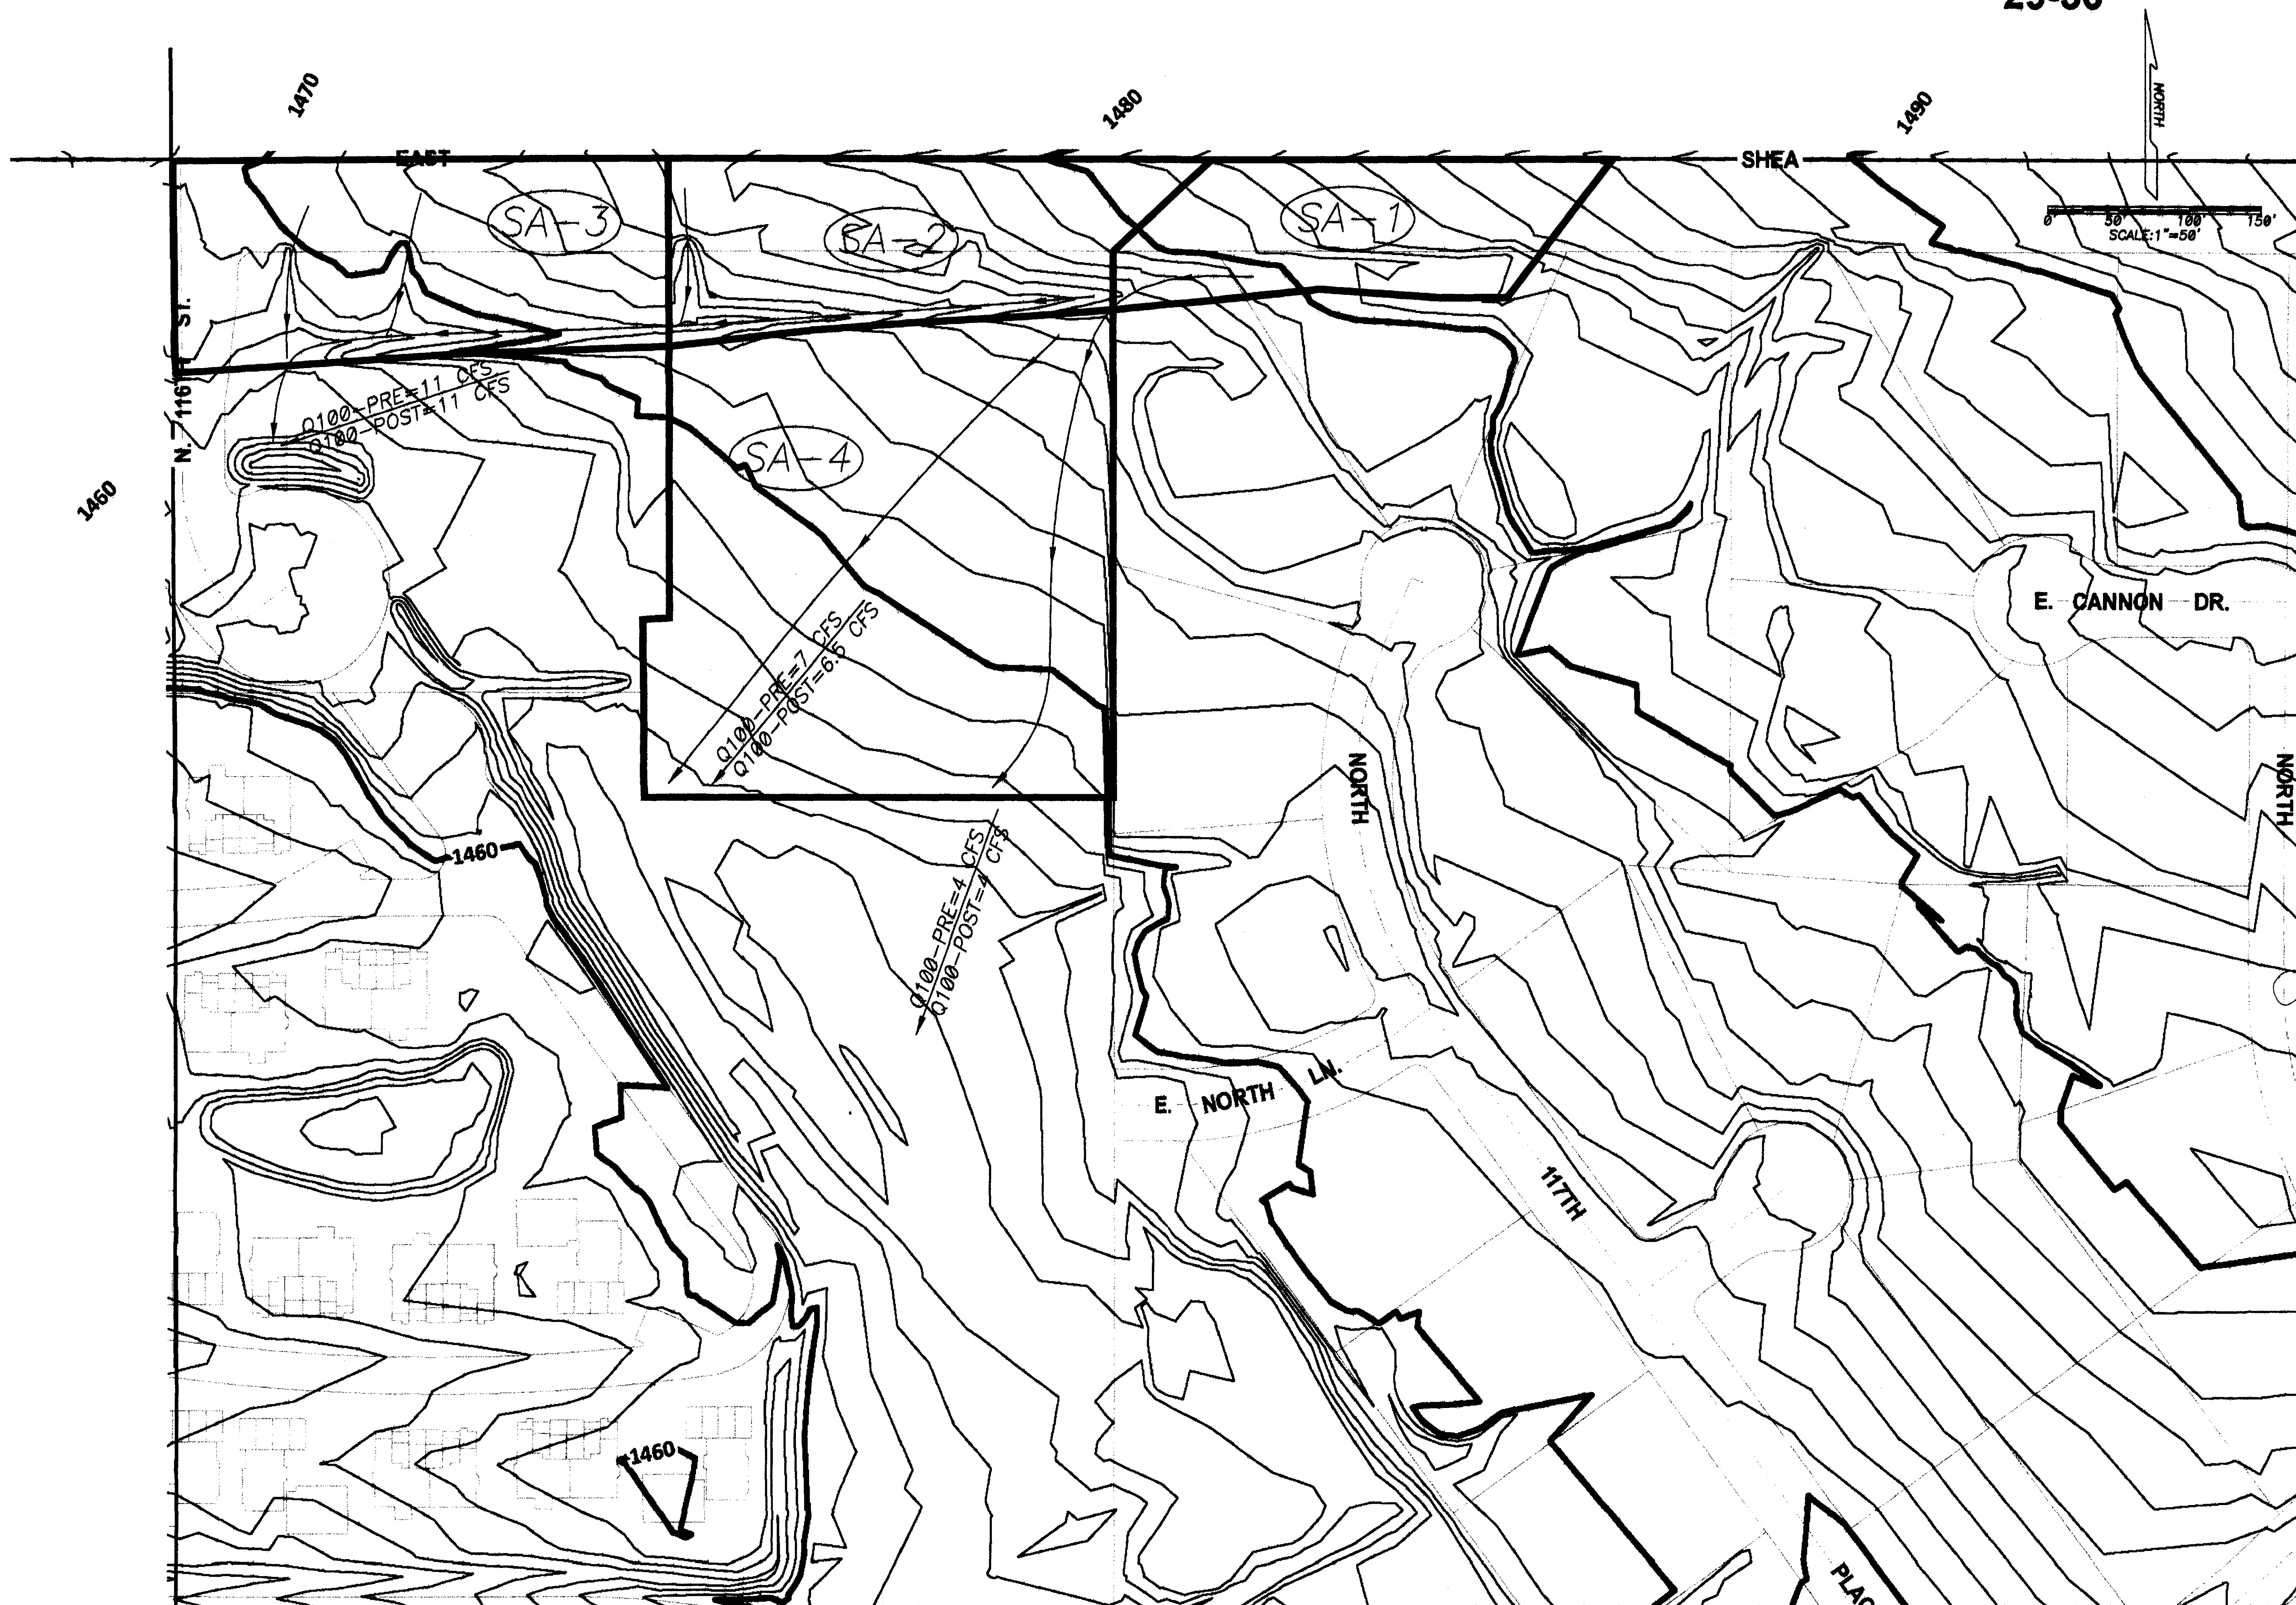 1470
1480
1490
NORTH
EAST
SHEA
0' 50' 100' 150'
SCALE:1"=50'
SA-3
SA-2
SA-1
N. 116TH ST.
Q100-PRE=11 CFS
Q100-POST=11 CFS
SA-4
1460
E. CANNON DR.
Q100-PRE=7 CFS
Q100-POST=6.5 CFS
NORTH
NORTH
1460
Q100-PRE=4 CFS
Q100-POST=4 CFS
E. NORTH LN.
117TH
1460